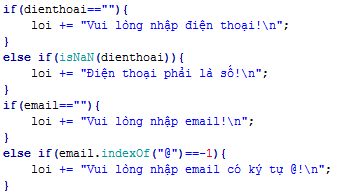 if(dienthoai==""){
loi += "Vui lòng nhập điện thoại!\n";
}
else if(isNaN(dienthoai)){
loi += "Điện thoại phải là số!\n";
}
if(email==""){
loi += "Vui lòng nhập email!\n";
}
else if(email.indexOf("@")==-1){
loi += "Vui lòng nhập email có ký tự @!\n";
}